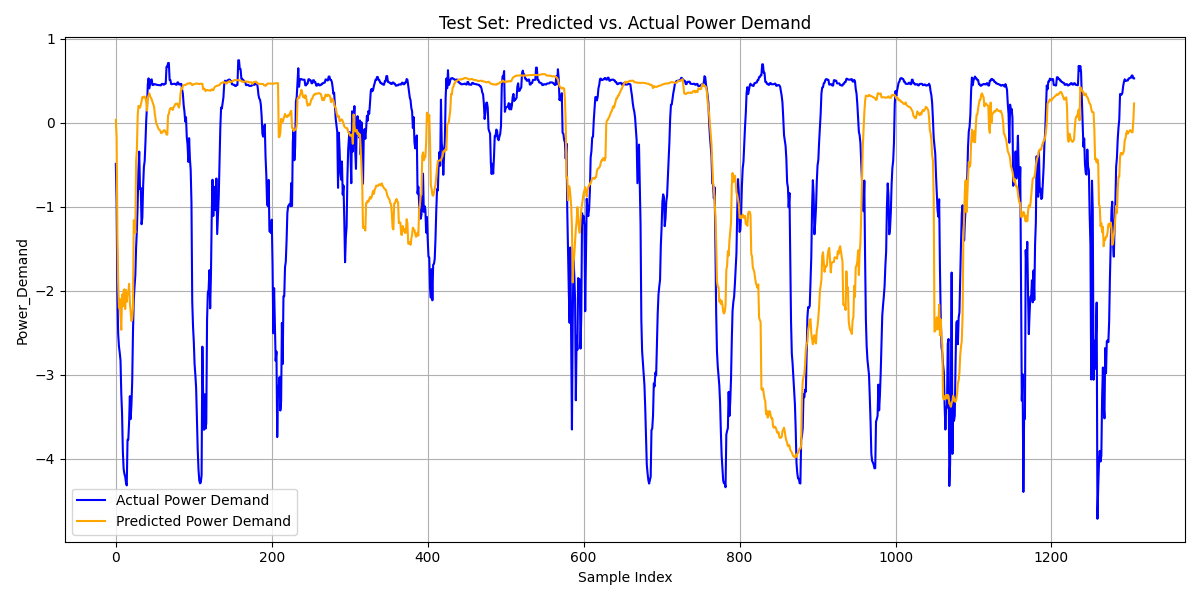 Test Set: Predicted vs. Actual Power Demand
Power_Demand
1
0
−1
−2
−3
−4
Actual Power Demand
Predicted Power Demand
0 200 400 600 800 1000 1200
Sample Index